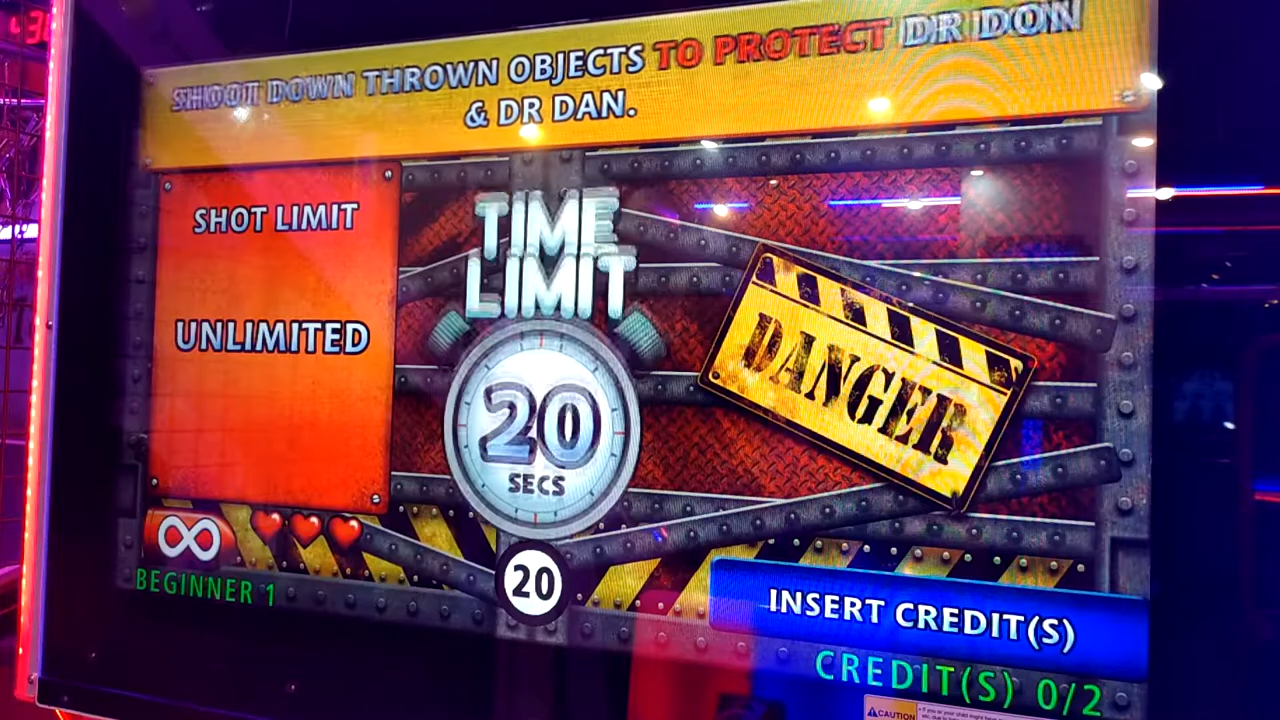 SHOOT DOWN THROWN OBJECTS TO PROTECT DR DON
& DR DAN.
SHOT LIMIT
UNLIMITED
TIME
LIMIT
20
SECS
DANGER
20
BEGINNER 1
INSERT CREDIT(S)
CREDIT(S) 0/2
CAUTION